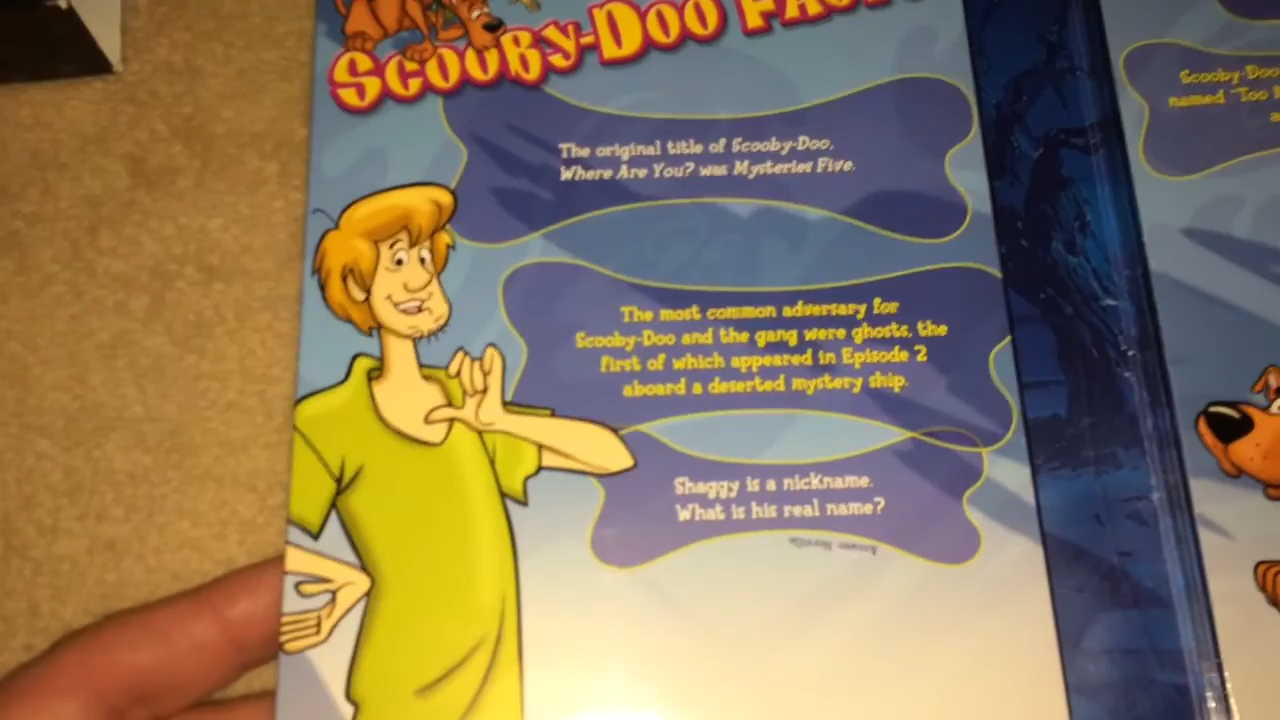 Scooby-Doo
The original title of Scooby-Doo,
Where Are You? was Mysteries Five.
The most common adversary for
Scooby-Doo and the gang were ghosts, the
first of which appeared in Episode 2
aboard a deserted mystery ship.
Shaggy is a nickname.
What is his real name?
Answer: Norville
Scooby-Doo
named "Too